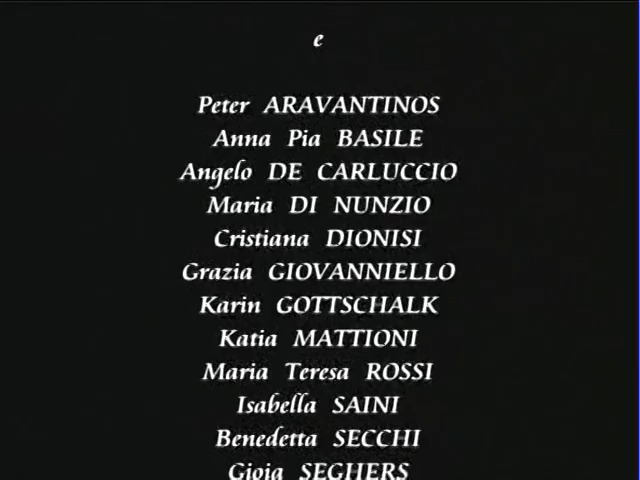 e
Peter ARAVANTINOS
Anna Pia BASILE
Angelo DE CARLUCCIO
Maria DI NUNZIO
Cristiana DIONISI
Grazia GIOVANNIELLO
Karin GOTTSCHALK
Katia MATTIONI
Maria Teresa ROSSI
Isabella SAINI
Benedetta SECCHI
Gioia SEGHERS